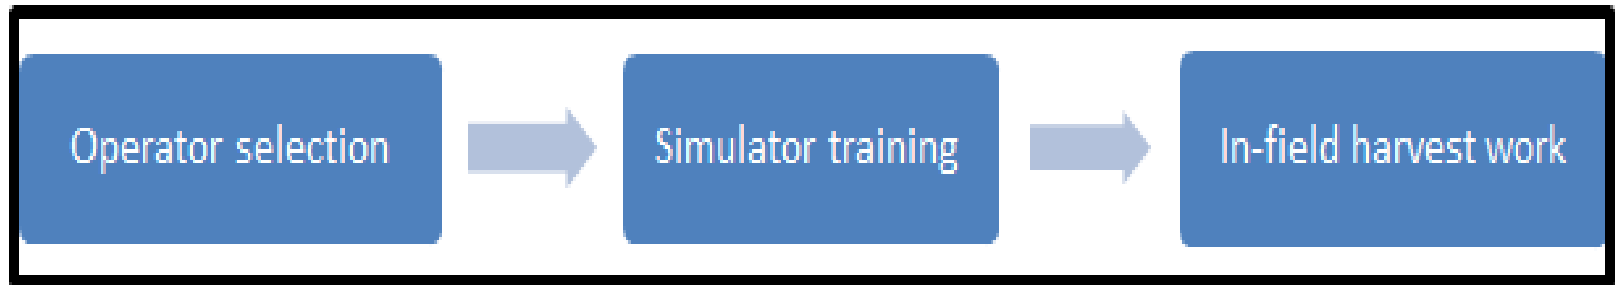 Operator selection
Simulator training
In-field harvest work